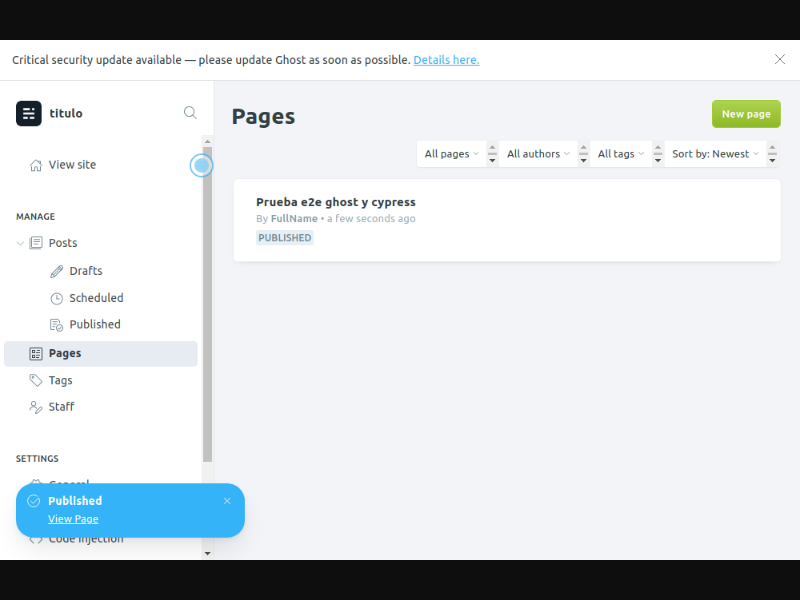 Critical security update available — please update Ghost as soon as possible. Details here.
titulo
View site
MANAGE
Posts
Drafts
Scheduled
Published
Pages
Tags
Staff
SETTINGS
General
Published
View Page
Code injection
Pages
New page
All pages
All authors
All tags
Sort by: Newest
Prueba e2e ghost y cypress
By FullName • a few seconds ago
PUBLISHED